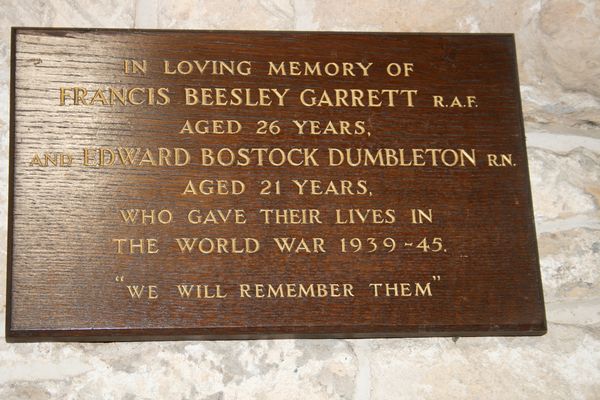 IN LOVING MEMORY OF
FRANCIS BEESLEY GARRETT R.A.F.
AGED 26 YEARS,
AND EDWARD BOSTOCK DUMBLETON R.N.
AGED 21 YEARS,
WHO GAVE THEIR LIVES IN
THE WORLD WAR 1939-45.
"WE WILL REMEMBER THEM"